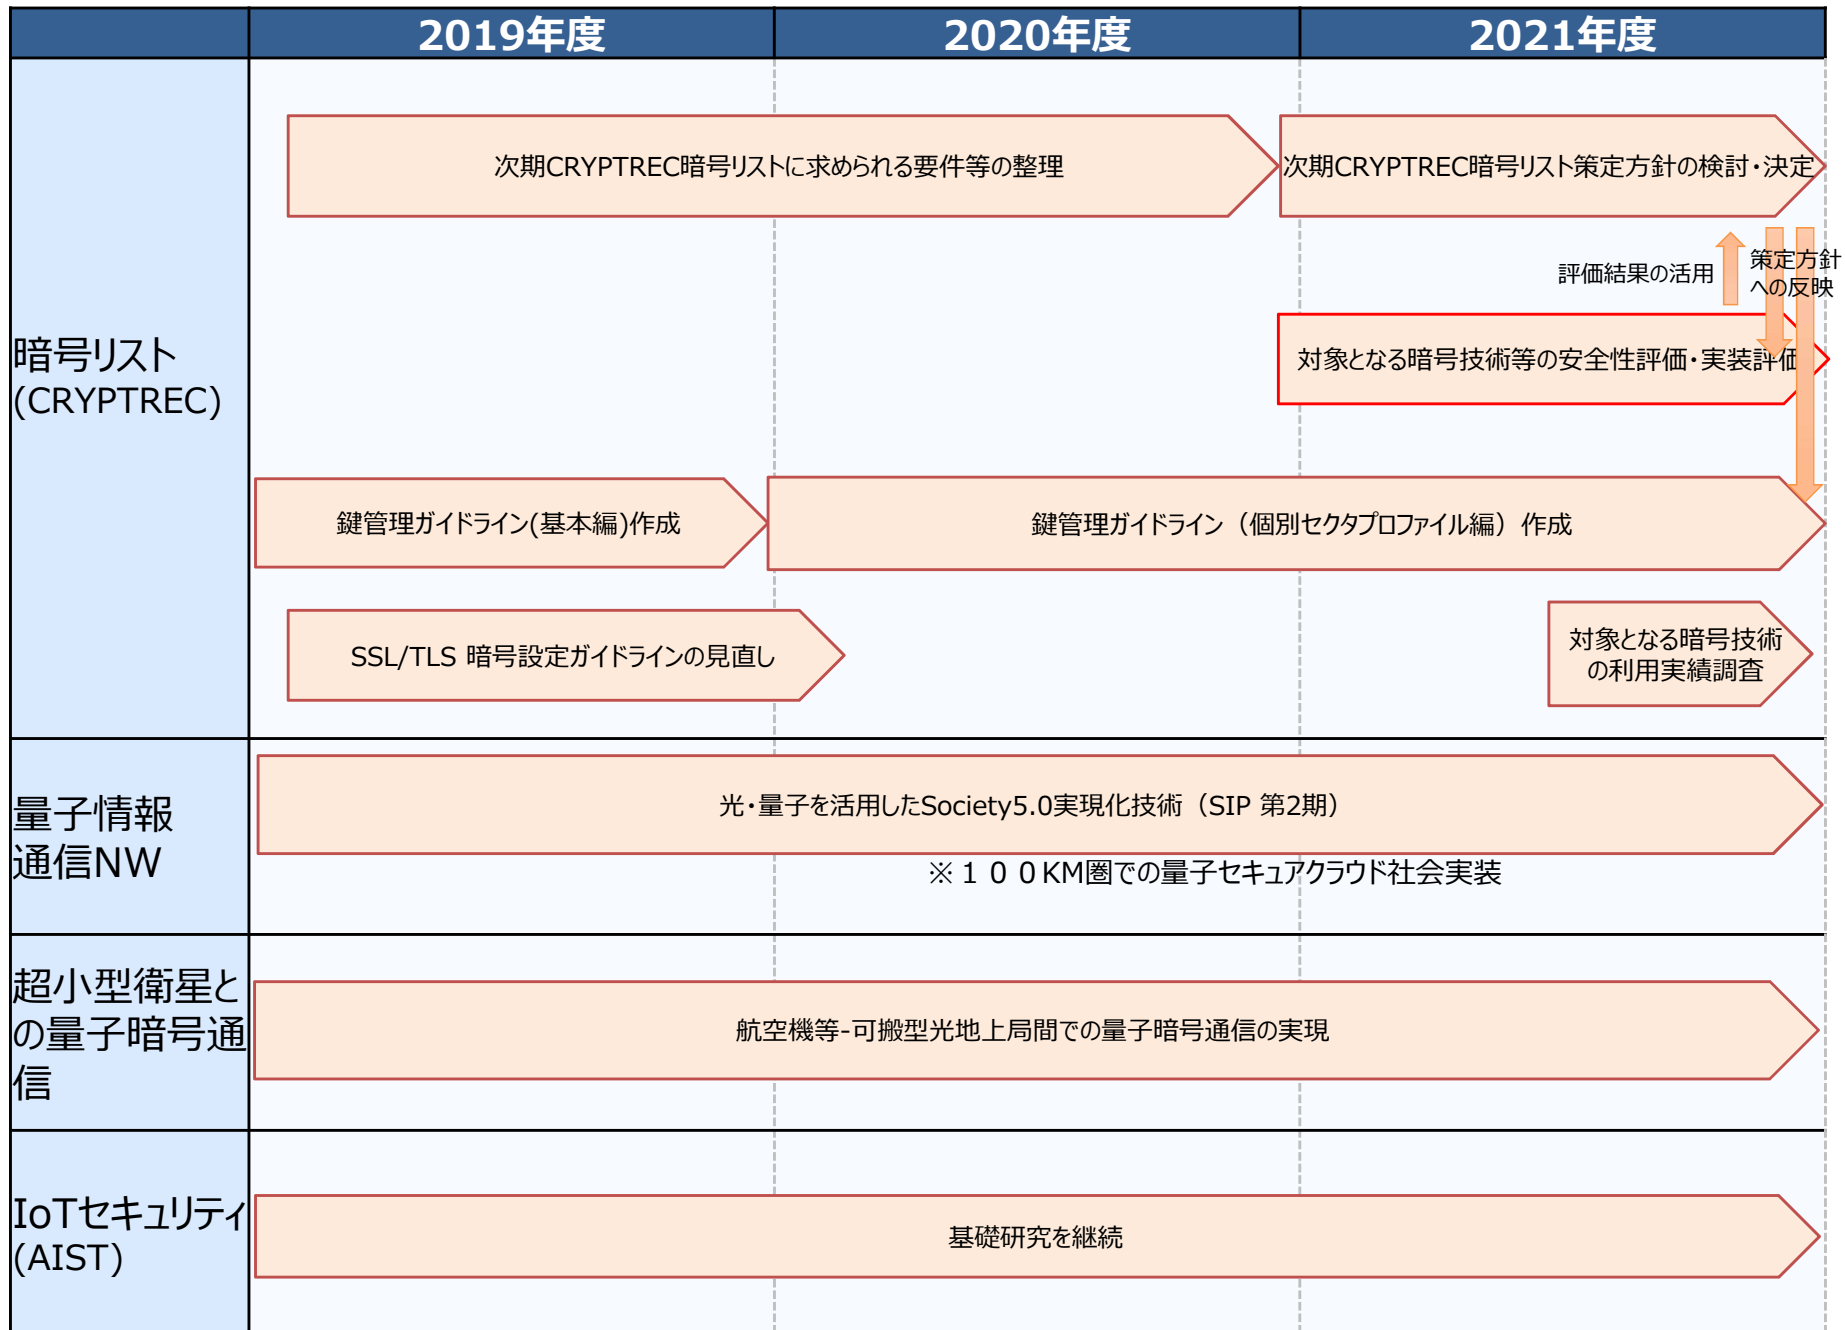 2019年度
2020年度
2021年度
暗号リスト
(CRYPTREC)
次期CRYPTREC暗号リストに求められる要件等の整理
次期CRYPTREC暗号リスト策定方針の検討・決定
評価結果の活用
策定方針
への反映
対象となる暗号技術等の安全性評価・実装評価
鍵管理ガイドライン(基本編)作成
鍵管理ガイドライン（個別セクタプロファイル編）作成
SSL/TLS 暗号設定ガイドラインの見直し
対象となる暗号技術
の利用実績調査
量子情報
通信NW
光・量子を活用したSociety5.0実現化技術（SIP 第2期）
※１００KM圏での量子セキュアクラウド社会実装
超小型衛星と
の量子暗号通
信
航空機等-可搬型光地上局間での量子暗号通信の実現
IoTセキュリティ
(AIST)
基礎研究を継続